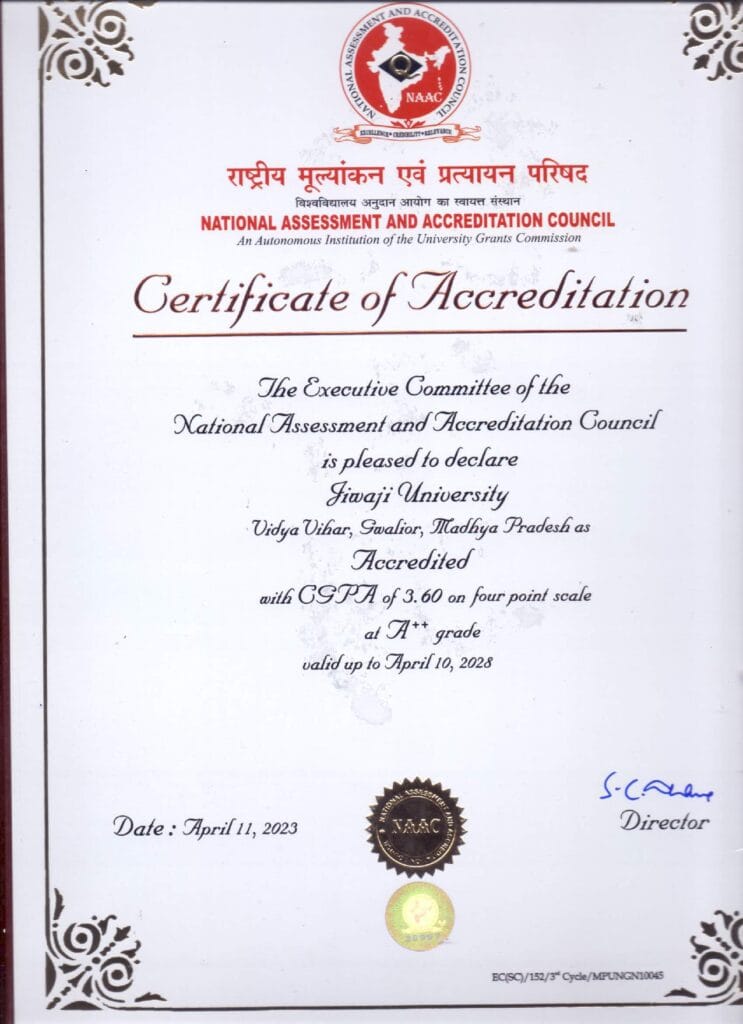 NATIONAL ASSESSMENT AND ACCREDITATION COUNCIL
Q
NAAC
EXCELLENCE • CREDIBILITY • RELEVANCE
राष्ट्रीय मूल्यांकन एवं प्रत्यायन परिषद
विश्वविद्यालय अनुदान आयोग का स्वायत्त संस्थान
NATIONAL ASSESSMENT AND ACCREDITATION COUNCIL
An Autonomous Institution of the University Grants Commission
Certificate of Accreditation
The Executive Committee of the
National Assessment and Accreditation Council
is pleased to declare
Jiwaji University
Vidya Vihar, Gwalior, Madhya Pradesh as
Accredited
with CGPA of 3.60 on four point scale
at A++ grade
valid up to April 10, 2028
Date : April 11, 2023
NAAC
S.C.
Director
EC(SC)/152/3rd Cycle/MPUNGN10045